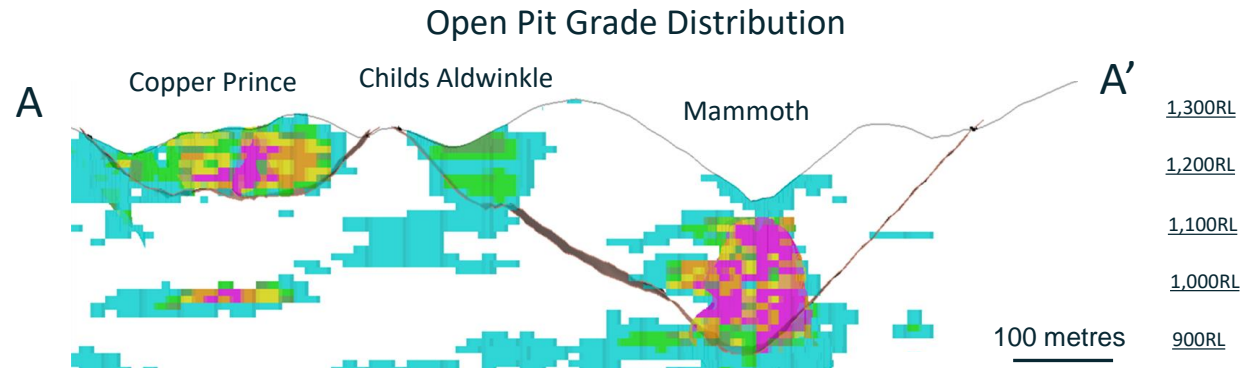 Open Pit Grade Distribution
A
Copper Prince
Childs Aldwinkle
Mammoth
A’
1,300RL
1,200RL
1,100RL
1,000RL
900RL
100 metres